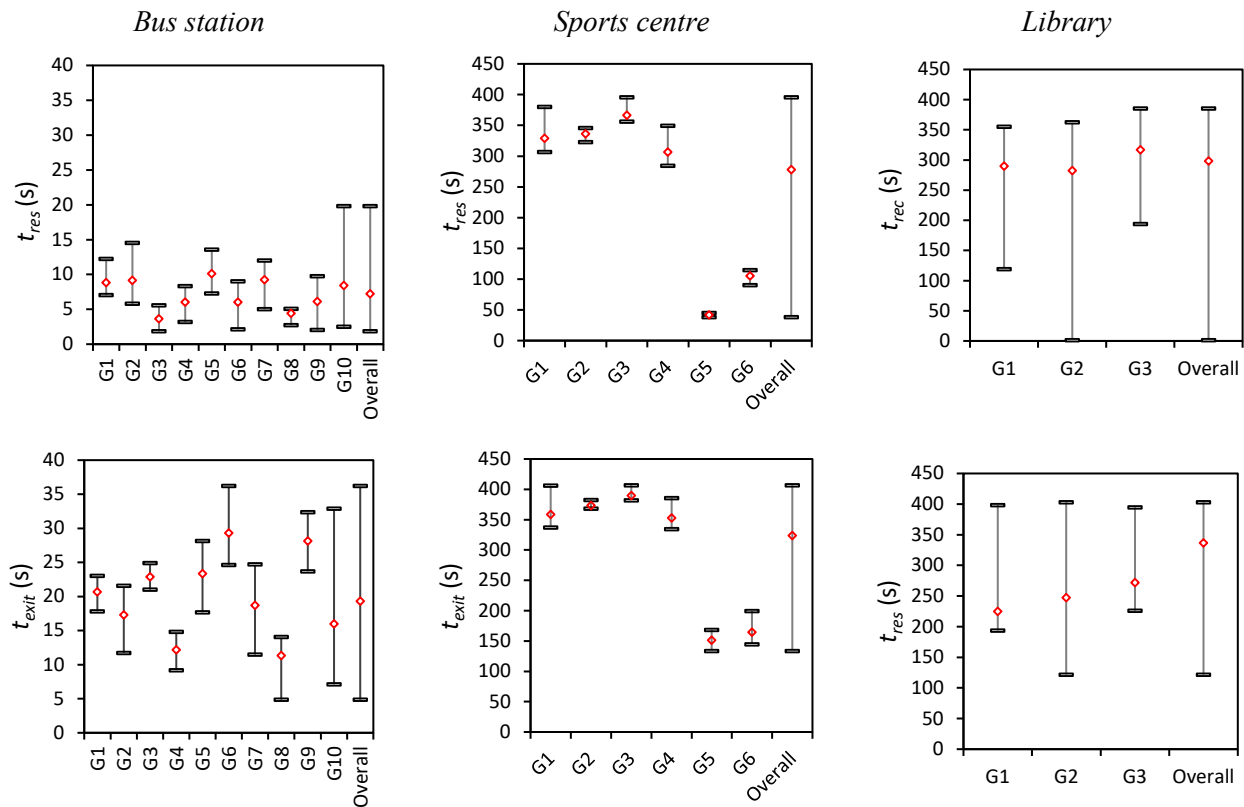 Bus station
Sports centre
Library
t_res (s)
40
35
30
25
20
15
10
5
0
G1
G2
G3
G4
G5
G6
G7
G8
G9
G10
Overall
t_res (s)
450
400
350
300
250
200
150
100
50
0
G1
G2
G3
G4
G5
G6
Overall
t_rec (s)
450
400
350
300
250
200
150
100
50
0
G1 G2 G3 Overall
t_exit (s)
40
35
30
25
20
15
10
5
0
G1
G2
G3
G4
G5
G6
G7
G8
G9
G10
Overall
t_exit (s)
450
400
350
300
250
200
150
100
50
0
G1
G2
G3
G4
G5
G6
Overall
t_res (s)
450
400
350
300
250
200
150
100
50
0
G1 G2 G3 Overall